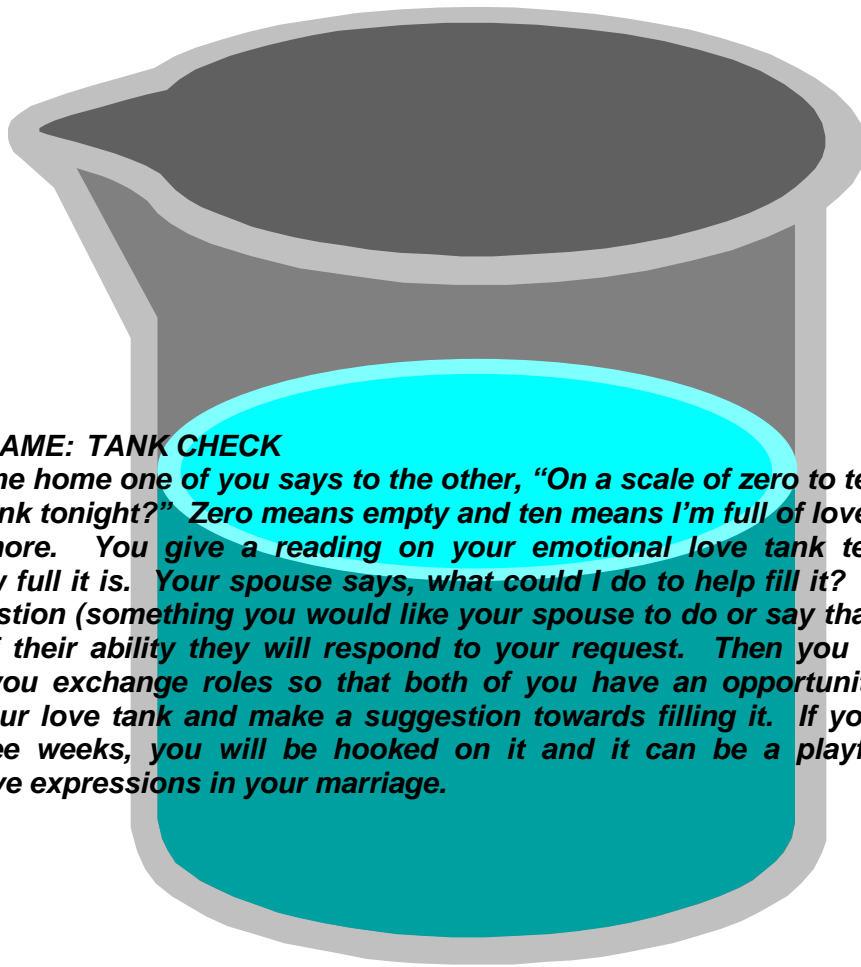 AME: TANK CHECK
me home one of you says to the other, “On a scale of zero to te
nk tonight?” Zero means empty and ten means I’m full of love
nore. You give a reading on your emotional love tank te
v full it is. Your spouse says, what could I do to help fill it?
stion (something you would like your spouse to do or say tha
f their ability they will respond to your request. Then you
you exchange roles so that both of you have an opportunit
ur love tank and make a suggestion towards filling it. If yo
ee weeks, you will be hooked on it and it can be a playf
ve expressions in your marriage.